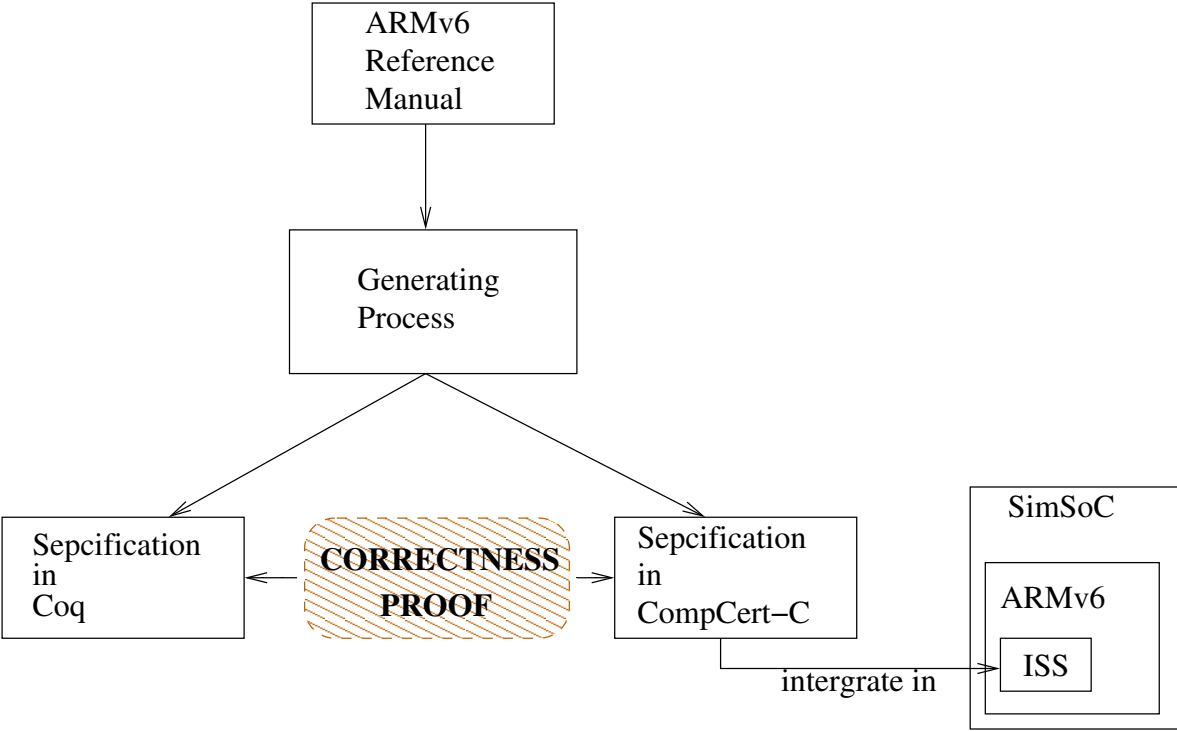 ARMv6
Reference
Manual
Generating
Process
Sepcification
in
Coq
CORRECTNESS
PROOF
Sepcification
in
CompCert−C
intergrate in
SimSoC
ARMv6
ISS